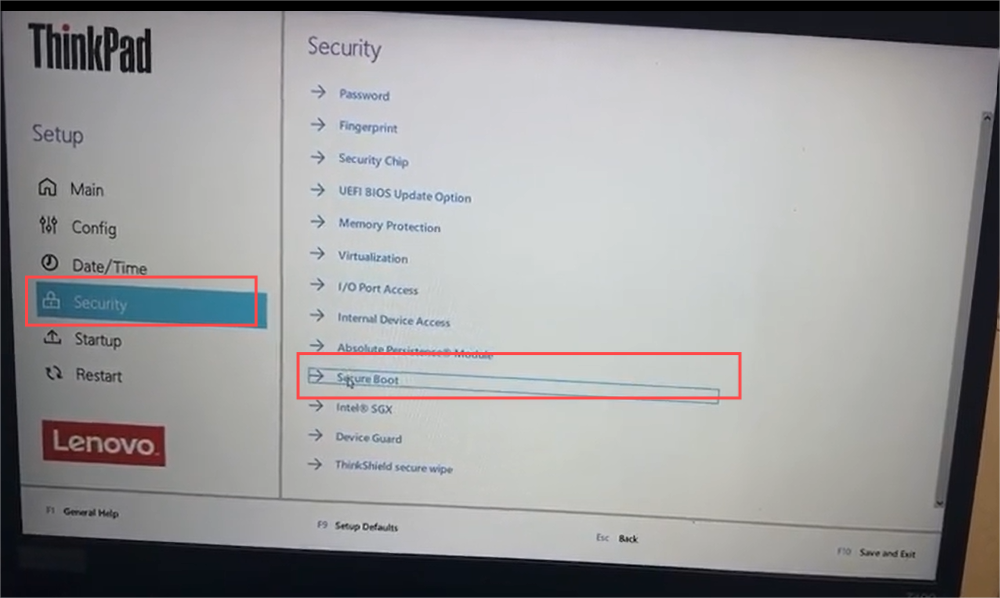 ThinkPad
Setup
Main
Config
Date/Time
Security
Startup
Restart
Lenovo.
Security
Password
Fingerprint
Security Chip
UEFI BIOS Update Option
Memory Protection
Virtualization
I/O Port Access
Internal Device Access
Absolute Persistence® Module
Secure Boot
Intel® SGX
Device Guard
ThinkShield secure wipe
F1 General Help
F9 Setup Defaults
Esc Back
F10 Save and Exit